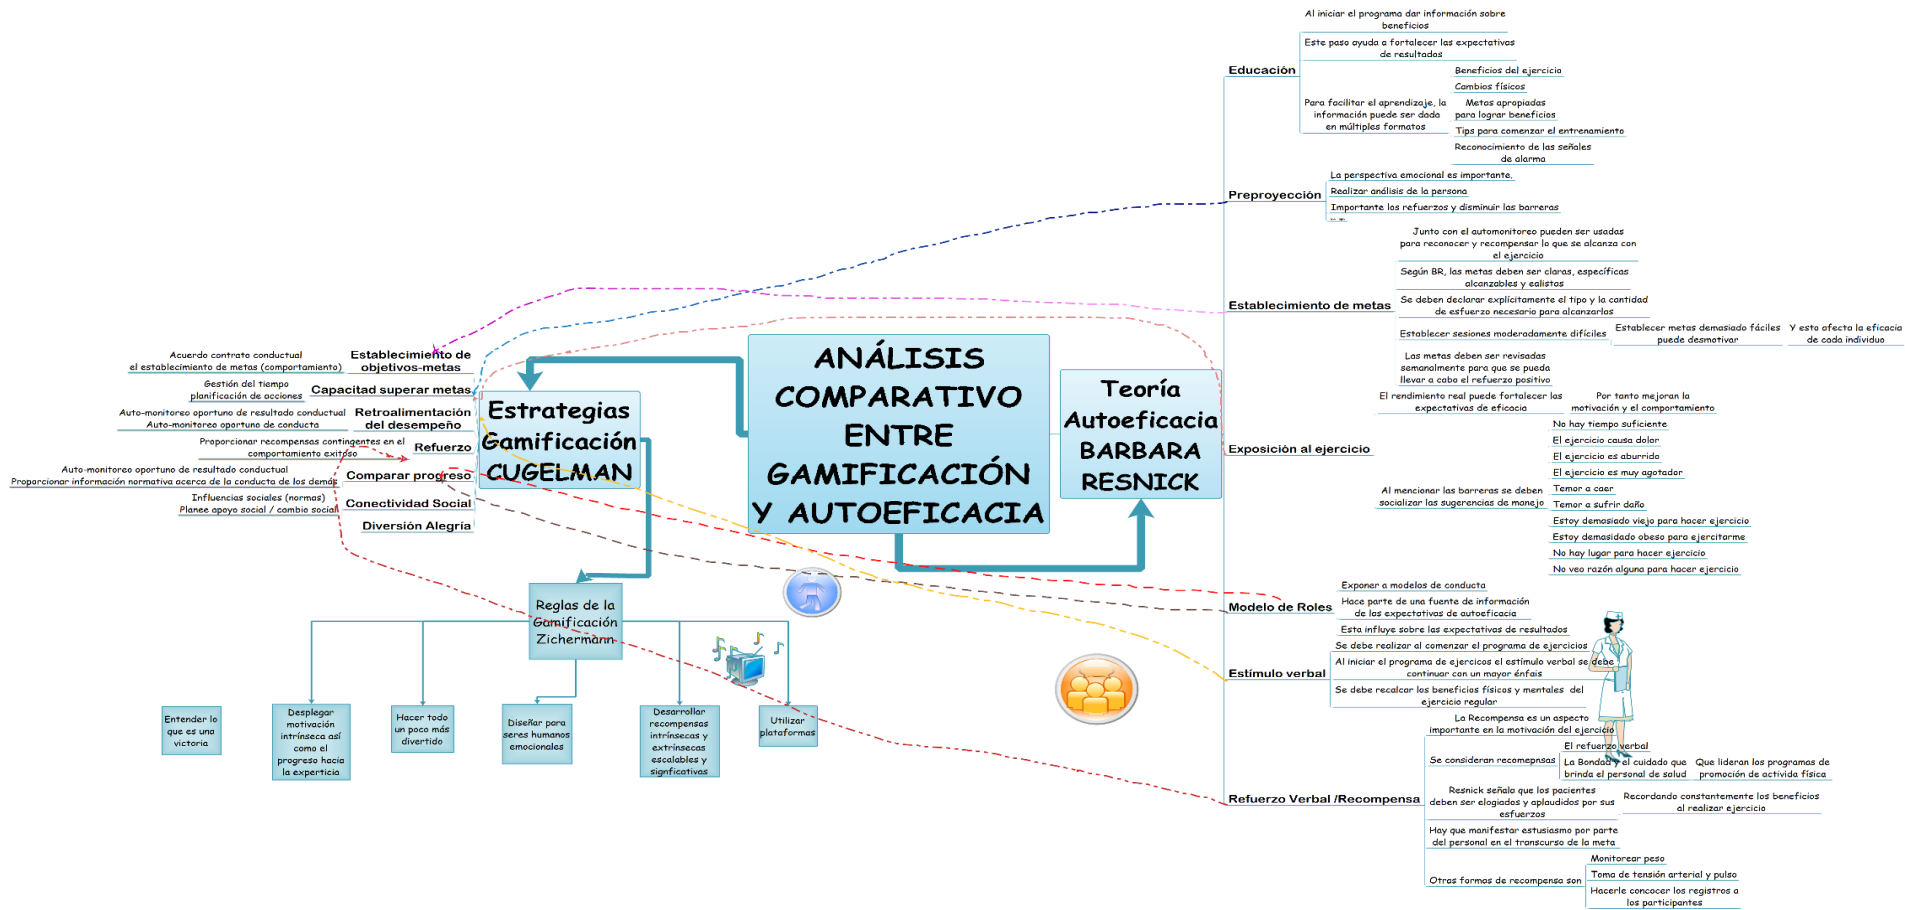 ANÁLISIS
COMPARATIVO
ENTRE
GAMIFICACIÓN
Y AUTOEFICACIA
Estrategias
Gamificación
CUGELMAN
Establecimiento de
objetivos-metas
Acuerdo contrato conductual
el establecimiento de metas (comportamiento)
Capacitad superar metas
Gestión del tiempo
planificación de acciones
Retroalimentación
del desempeño
Auto-monitoreo oportuno de resultado conductual
Auto-monitoreo oportuno de conducta
Refuerzo
Proporcionar recompensas contingentes en el
comportamiento exitoso
Comparar progreso
Auto-monitoreo oportuno de resultado conductual
Proporcionar información normativa acerca de la conducta de los demás
Conectividad Social
Influencias sociales (normas)
Planee apoyo social / cambio social
Diversión Alegría
Reglas de la
Gamificación
Zichermann
Entender lo
que es una
victoria
Desplegar
motivación
intrínseca así
como el
progreso hacia
la experticia
Hacer todo
un poco más
divertido
Diseñar para
seres humanos
emocionales
Desarrollar
recompensas
intrínsecas y
extrínsecas
escalables y
signficativas
Utilizar
plataformas
Teoría
Autoeficacia
BARBARA
RESNICK
Educación
Al iniciar el programa dar información sobre
beneficios
Este paso ayuda a fortalecer las expectativas
de resultados
Para facilitar el aprendizaje, la
información puede ser dada
en múltiples formatos
Beneficios del ejercicio
Cambios físicos
Metas apropiadas
para lograr beneficios
Tips para comenzar el entrenamiento
Reconocimiento de las señales
de alarma
Preproyección
La perspectiva emocional es importante.
Realizar análisis de la persona
Importante los refuerzos y disminuir las barreras
Establecimiento de metas
Junto con el automonitoreo pueden ser usadas
para reconocer y recompensar lo que se alcanza con
el ejercicio
Según BR, las metas deben ser claras, específicas
alcanzables y ealistas
Se deben declarar explícitamente el tipo y la cantidad
de esfuerzo necesario para alcanzarlas
Establecer sesiones moderadamente difíciles
Establecer metas demasiado fáciles
puede desmotivar
Y esto afecta la eficacia
de cada individuo
Las metas deben ser revisadas
semanalmente para que se pueda
llevar a cabo el refuerzo positivo
Exposición al ejercicio
El rendimiento real puede fortalecer las
expectativas de eficacia
Por tanto mejoran la
motivación y el comportamiento
Al mencionar las barreras se deben
socializar las sugerencias de manejo
No hay tiempo suficiente
El ejercicio causa dolor
El ejercicio es aburrido
El ejercicio es muy agotador
Temor a caer
Temor a sufrir daño
Estoy demasiado viejo para hacer ejercicio
Estoy demasidado obeso para ejercitarme
No hay lugar para hacer ejercicio
No veo razón alguna para hacer ejercicio
Modelo de Roles
Exponer a modelos de conducta
Hace parte de una fuente de información
de las expectativas de autoeficacia
Esta influye sobre las expectativas de resultados
Estímulo verbal
Se debe realizar al comenzar el programa de ejercicios
Al iniciar el programa de ejercicos el estímulo verbal se debe
continuar con un mayor énfais
Se debe recalcar los beneficios físicos y mentales del
ejercicio regular
Refuerzo Verbal /Recompensa
La Recompensa es un aspecto
importante en la motivación del ejercicio
Se consideran recomepnsas
El refuerzo verbal
La Bondad y el cuidado que
brinda el personal de salud
Que lideran los programas de
promoción de activida física
Resnick señala que los pacientes
deben ser elogiadas y aplaudidos por sus
esfuerzos
Recordando constantemente los beneficios
al realizar ejercicio
Hay que manifestar estusiasmo por parte
del personal en el transcurso de la meta
Otras formas de recompensa son
Monitorear peso
Toma de tensión arterial y pulso
Hacerle concocer los registros a
los participantes